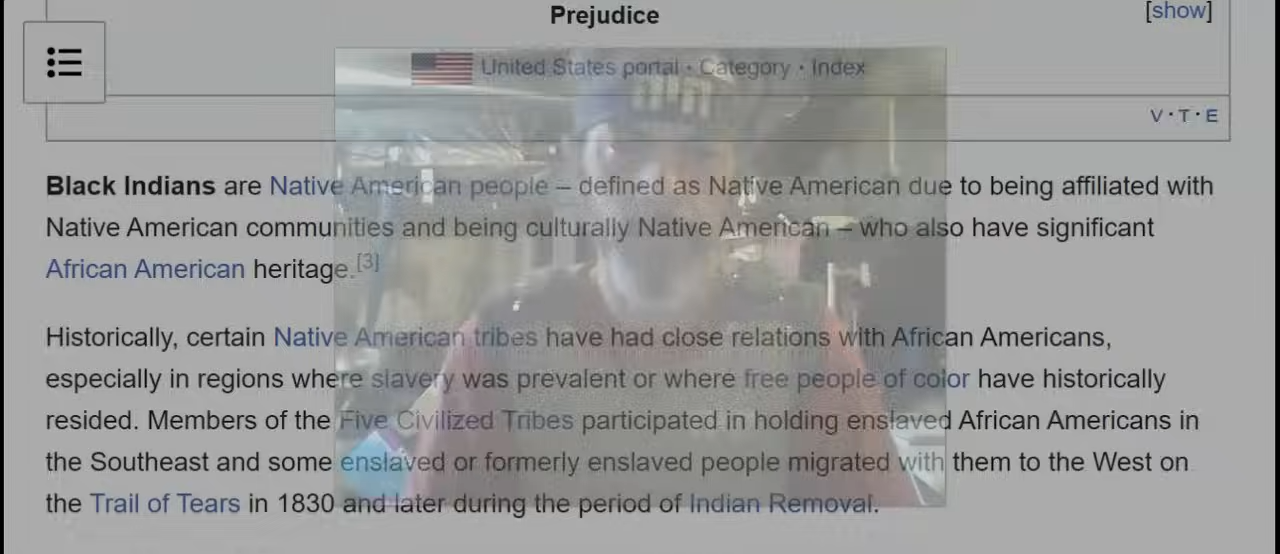 Prejudice
[show]
United States portal · Category · Index
V · T · E
Black Indians are Native American people – defined as Native American due to being affiliated with
Native American communities and being culturally Native American – who also have significant
African American heritage.[3]
Historically, certain Native American tribes have had close relations with African Americans,
especially in regions where slavery was prevalent or where free people of color have historically
resided. Members of the Five Civilized Tribes participated in holding enslaved African Americans in
the Southeast and some enslaved or formerly enslaved people migrated with them to the West on
the Trail of Tears in 1830 and later during the period of Indian Removal.